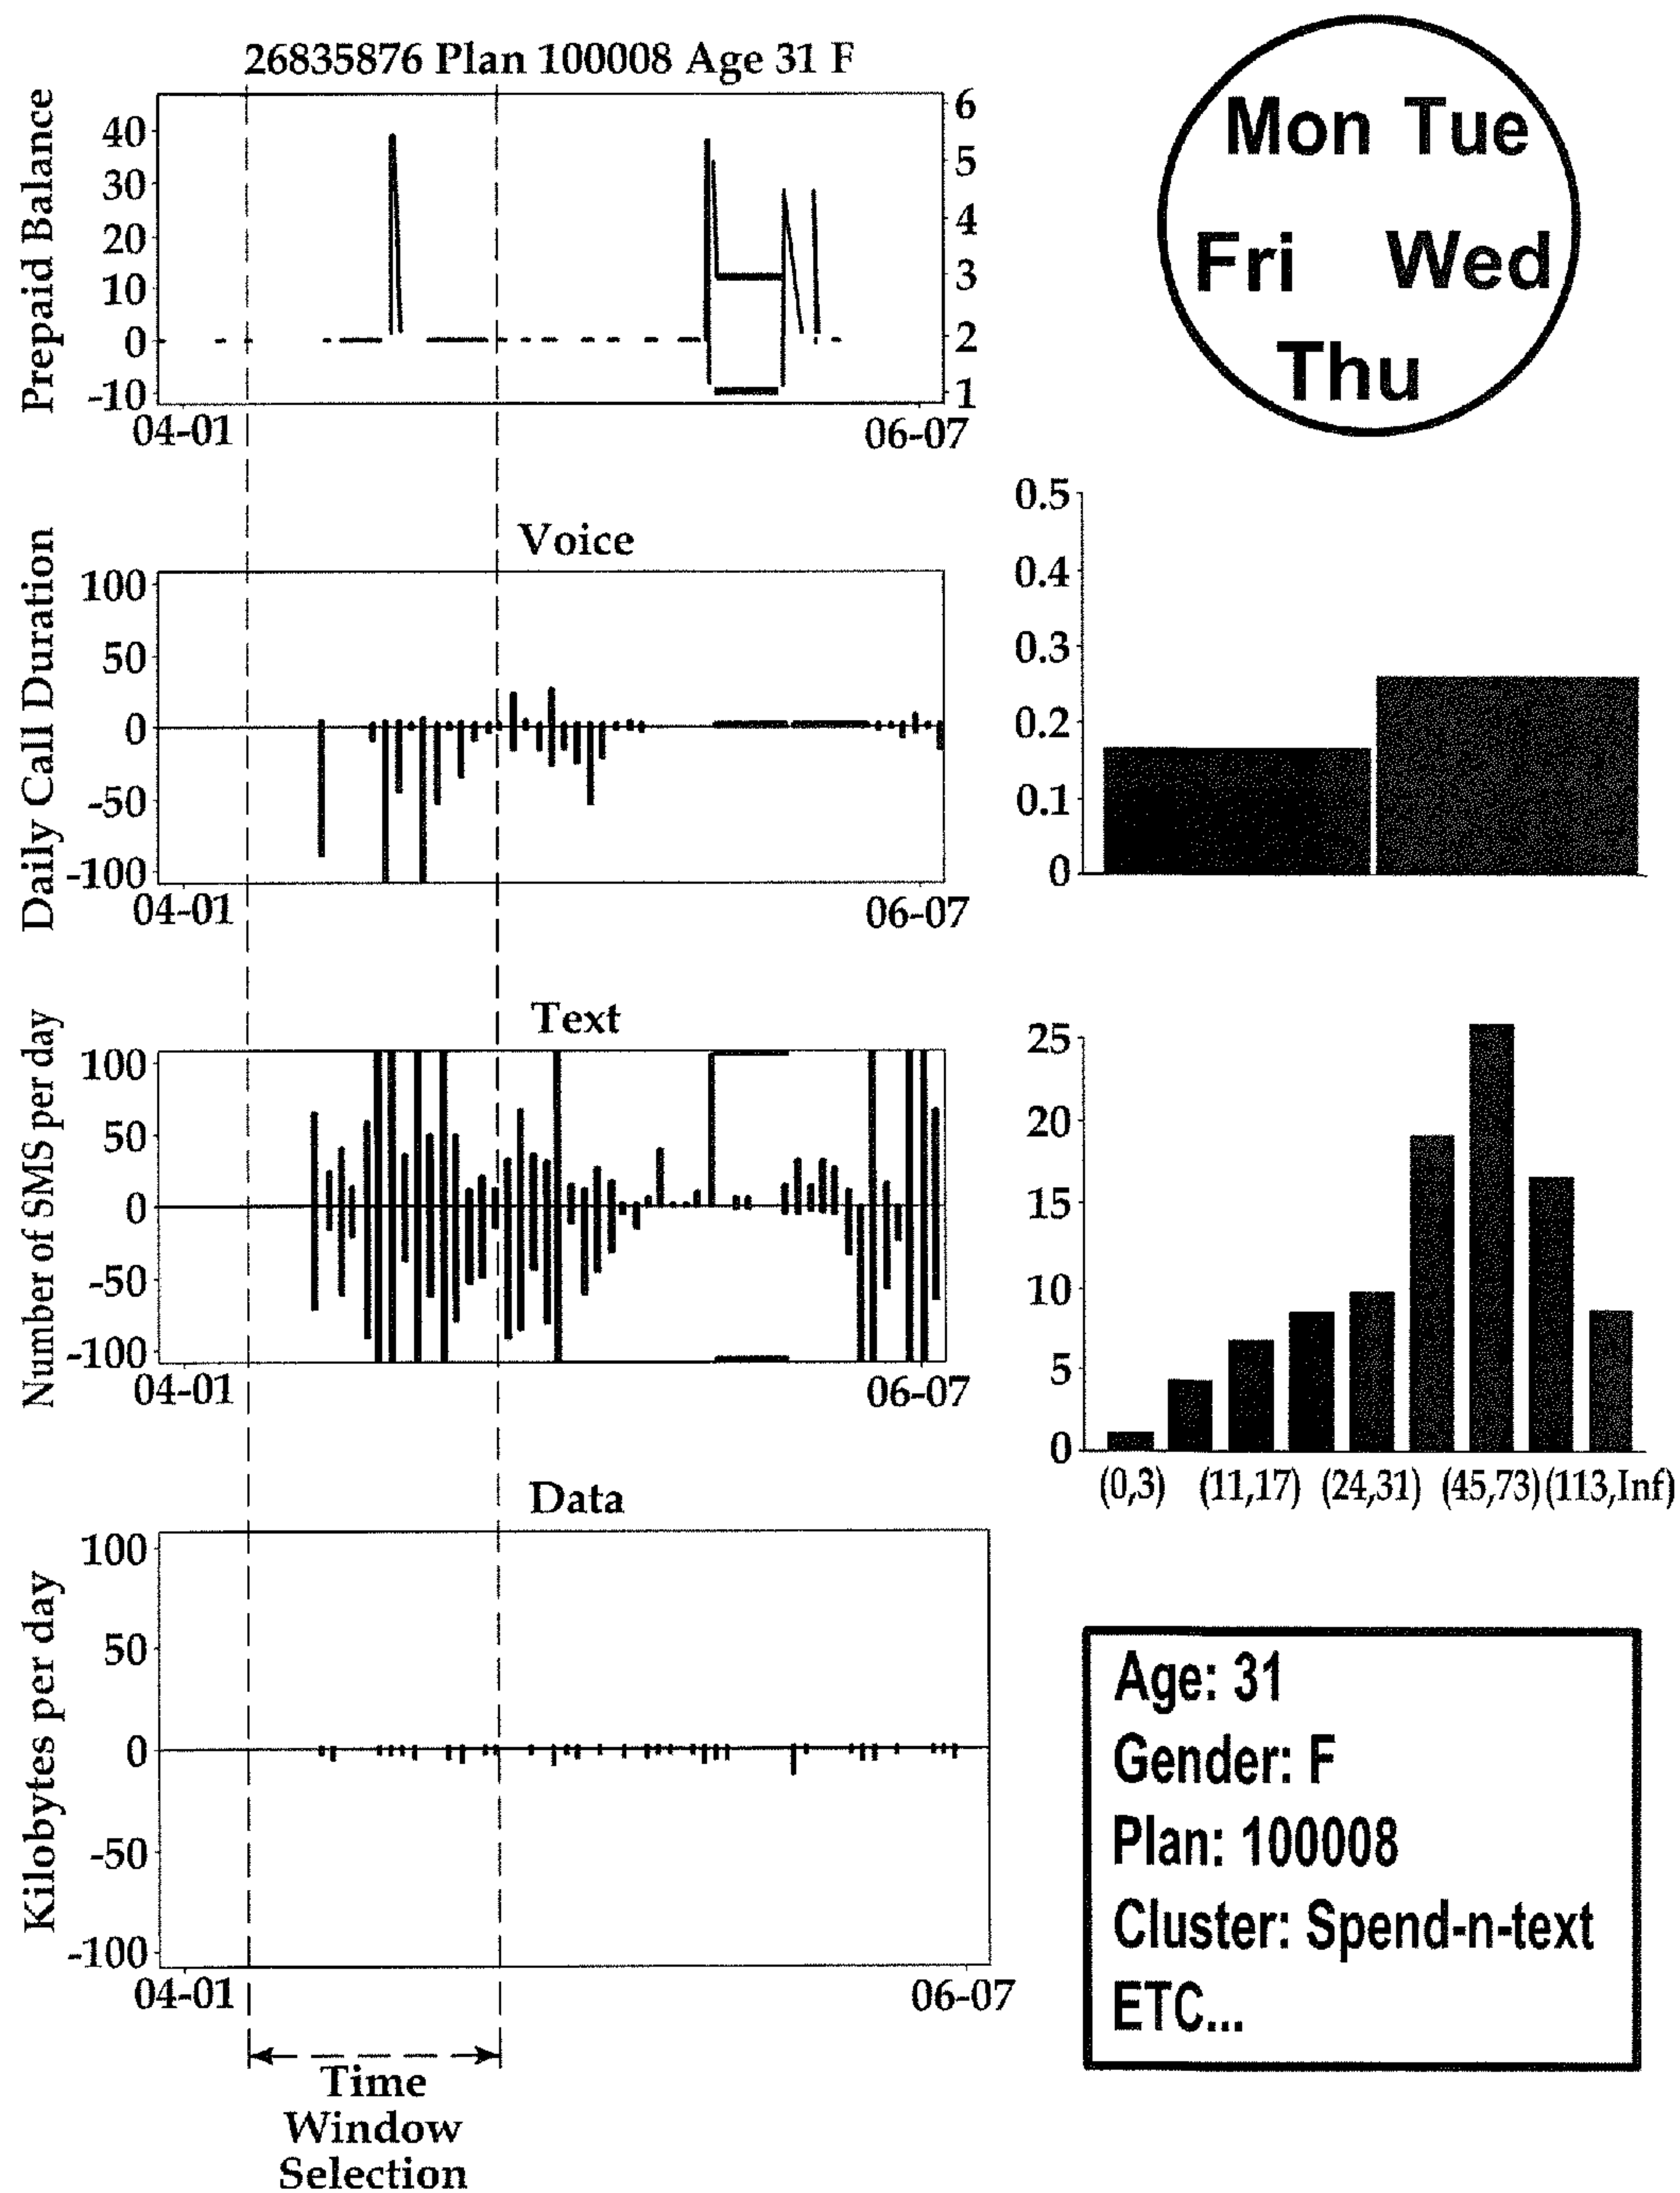 26835876 Plan 100008 Age 31 F
Prepaid Balance
40
30
20
10
0
-10
6
5
4
3
2
1
04-01
06-07
Mon Tue
Fri Wed
Thu
Voice
Daily Call Duration
100
50
0
-50
-100
04-01
06-07
0.5
0.4
0.3
0.2
0.1
0
Text
Number of SMS per day
100
50
0
-50
-100
04-01
06-07
25
20
15
10
5
0
(0,3) (11,17) (24,31) (45,73) (113,Inf)
Data
Kilobytes per day
100
50
0
-50
-100
04-01
06-07
Time
Window
Selection
Age: 31
Gender: F
Plan: 100008
Cluster: Spend-n-text
ETC...